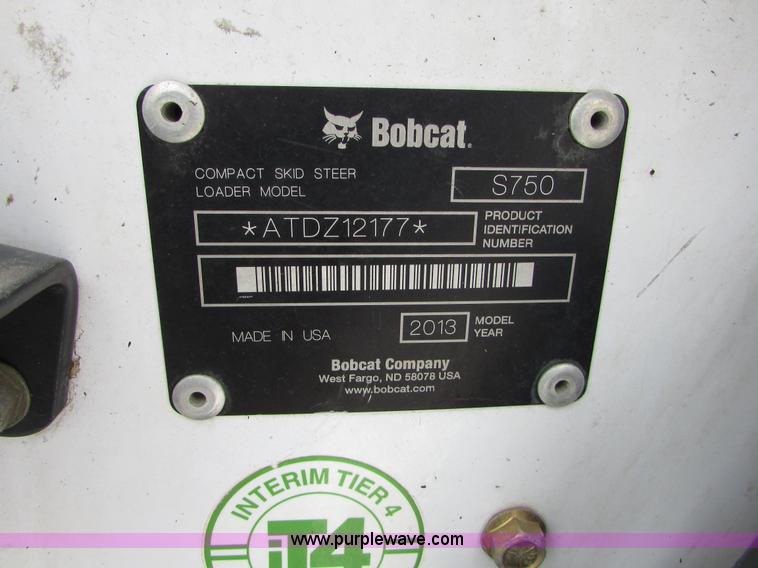 Bobcat.
COMPACT SKID STEER
LOADER MODEL
S750
*ATDZ12177*
PRODUCT
IDENTIFICATION
NUMBER
MADE IN USA
2013
MODEL
YEAR
Bobcat Company
West Fargo, ND 58078 USA
www.bobcat.com
INTERIM TIER 4
iT4
www.purplewave.com